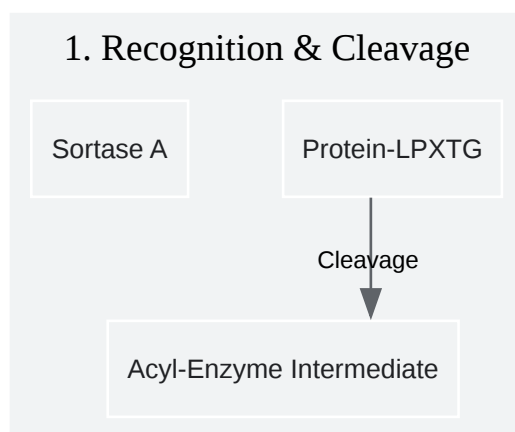 1. Recognition & Cleavage
Sortase A
Protein-LPXTG
Cleavage
Acyl-Enzyme Intermediate